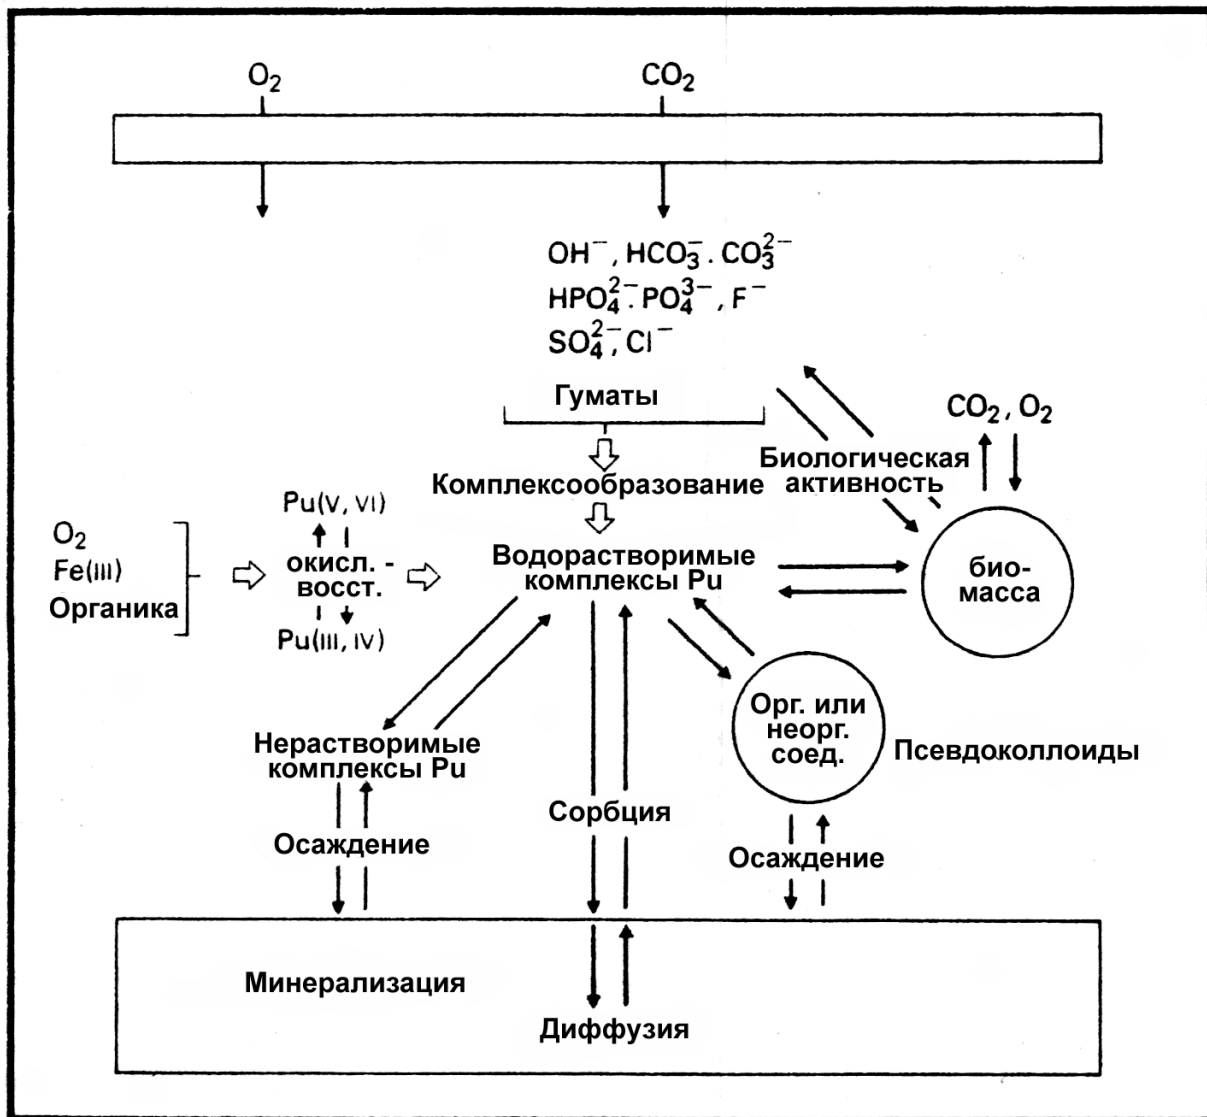 O₂
CO₂
OH⁻, HCO₃⁻. CO₃²⁻
HPO₄²⁻. PO₄³⁻, F⁻
SO₄²⁻, Cl⁻
Гуматы
CO₂, O₂
Биологическая
активность
Комплексообразование
Pu(V, VI)
O₂
Fe(III)
Органика
окисл. -
восст.
Pu(III, IV)
Водорастворимые
комплексы Pu
био-
масса
Орг. или
неорг.
соед.
Псевдоколлоиды
Нерастворимые
комплексы Pu
Сорбция
Осаждение
Осаждение
Минерализация
Диффузия